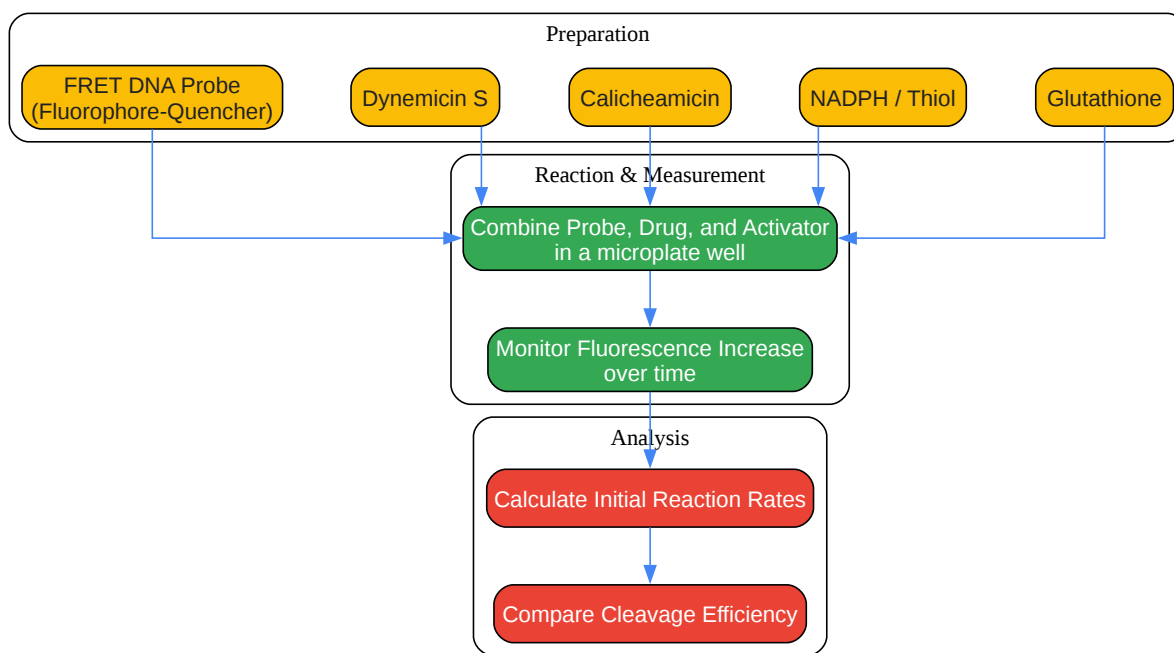 Preparation
FRET DNA Probe
(Fluorophore-Quencher)
Dynemicin S
Calicheamicin
NADPH / Thiol
Glutathione
Reaction & Measurement
Combine Probe, Drug, and Activator
in a microplate well
Monitor Fluorescence Increase
over time
Analysis
Calculate Initial Reaction Rates
Compare Cleavage Efficiency